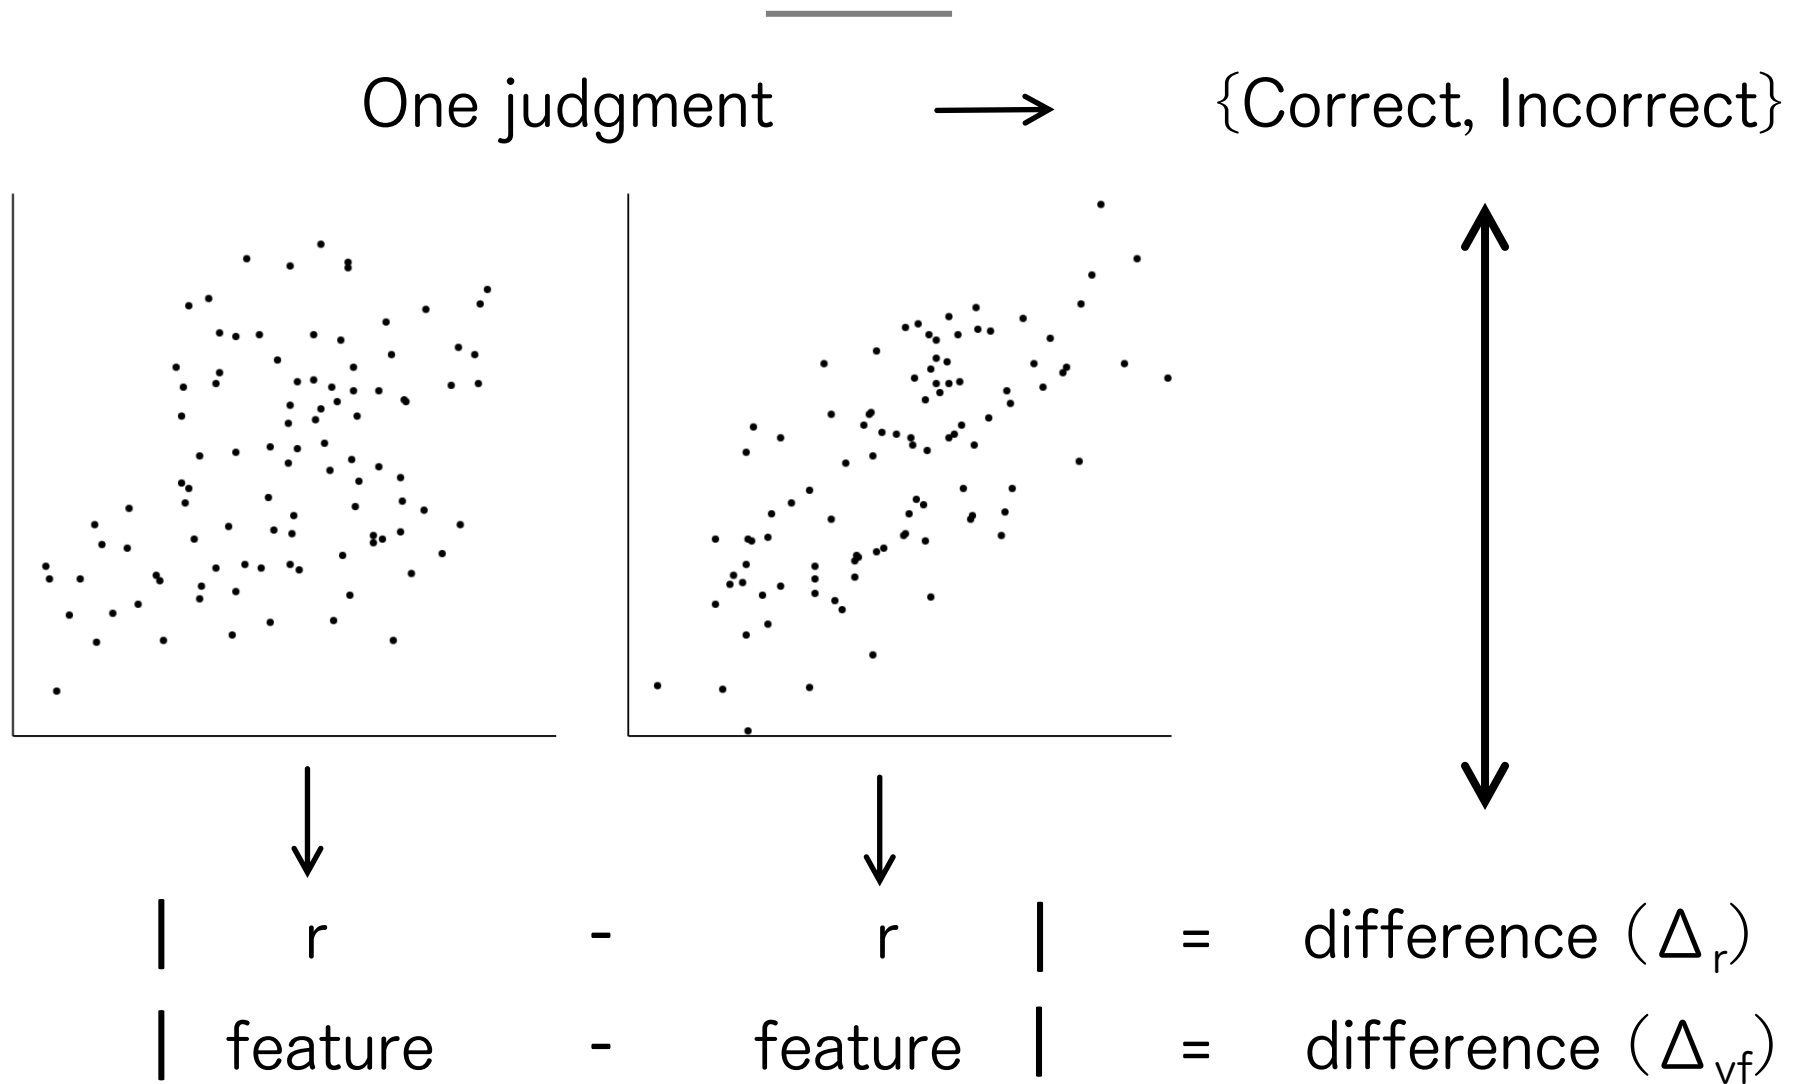 One judgment → {Correct, Incorrect}
| r - r | = difference (Δr)
| feature - feature | = difference (Δvf)